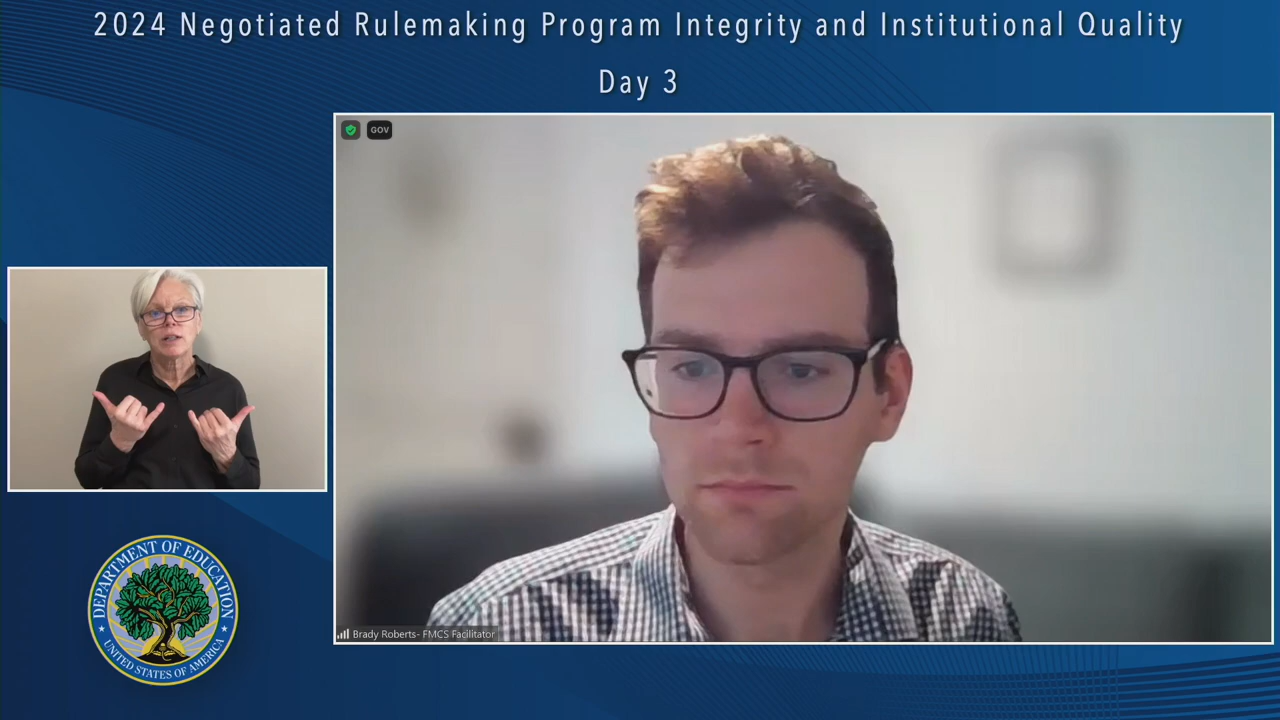 2024 Negotiated Rulemaking Program Integrity and Institutional Quality
Day 3
GOV
Brady Roberts- FMCS Facilitator
DEPARTMENT OF EDUCATION
UNITED STATES OF AMERICA